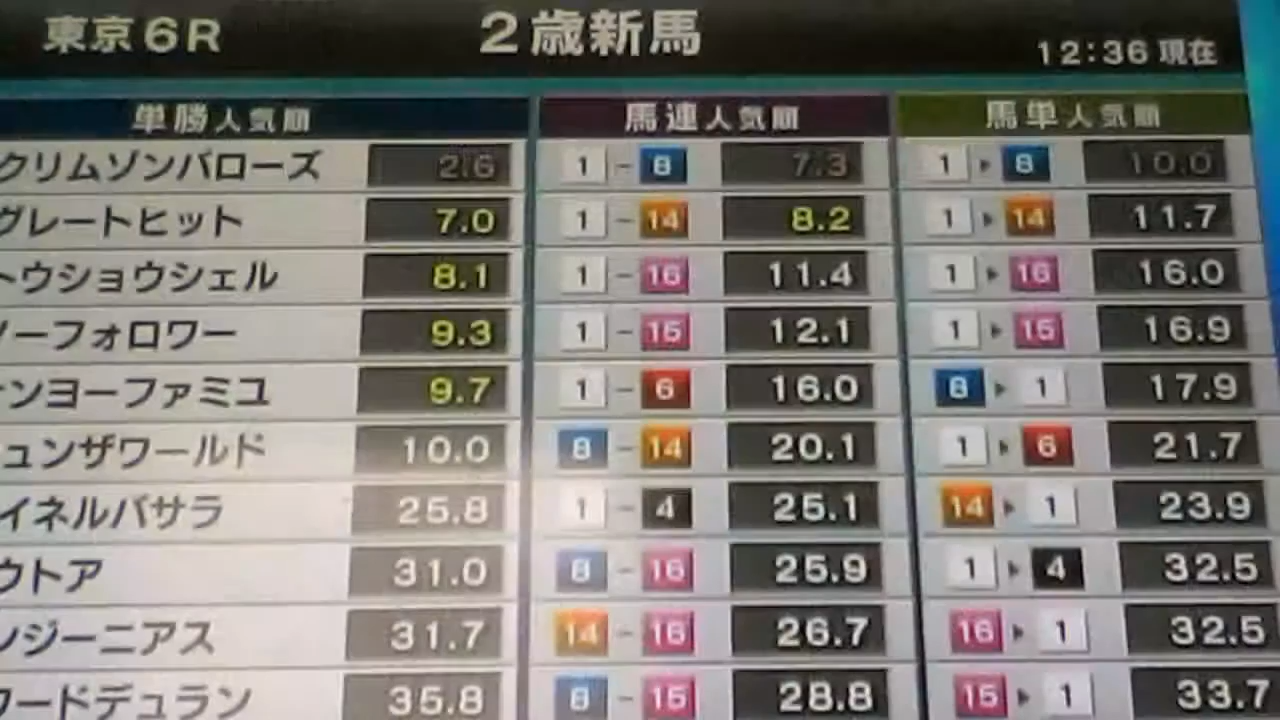 東京6R 2歳新馬 12:36 現在
単勝人気順 馬連人気順 馬単人気順
クリムゾンバローズ 2.6 1-8 7.3 1▶8 10.0
グレートヒット 7.0 1-14 8.2 1▶14 11.7
トウショウシェル 8.1 1-16 11.4 1▶16 16.0
ソーフォロワー 9.3 1-15 12.1 1▶15 16.9
ンヨーファミユ 9.7 1-6 16.0 8▶1 17.9
ュンザワールド 10.0 8-14 20.1 1▶6 21.7
イネルバサラ 25.8 1-4 25.1 14▶1 23.9
ウトア 31.0 8-16 25.9 1▶4 32.5
ジーニアス 31.7 14-16 26.7 16▶1 32.5
ードデュラン 35.8 8-15 28.8 15▶1 33.7